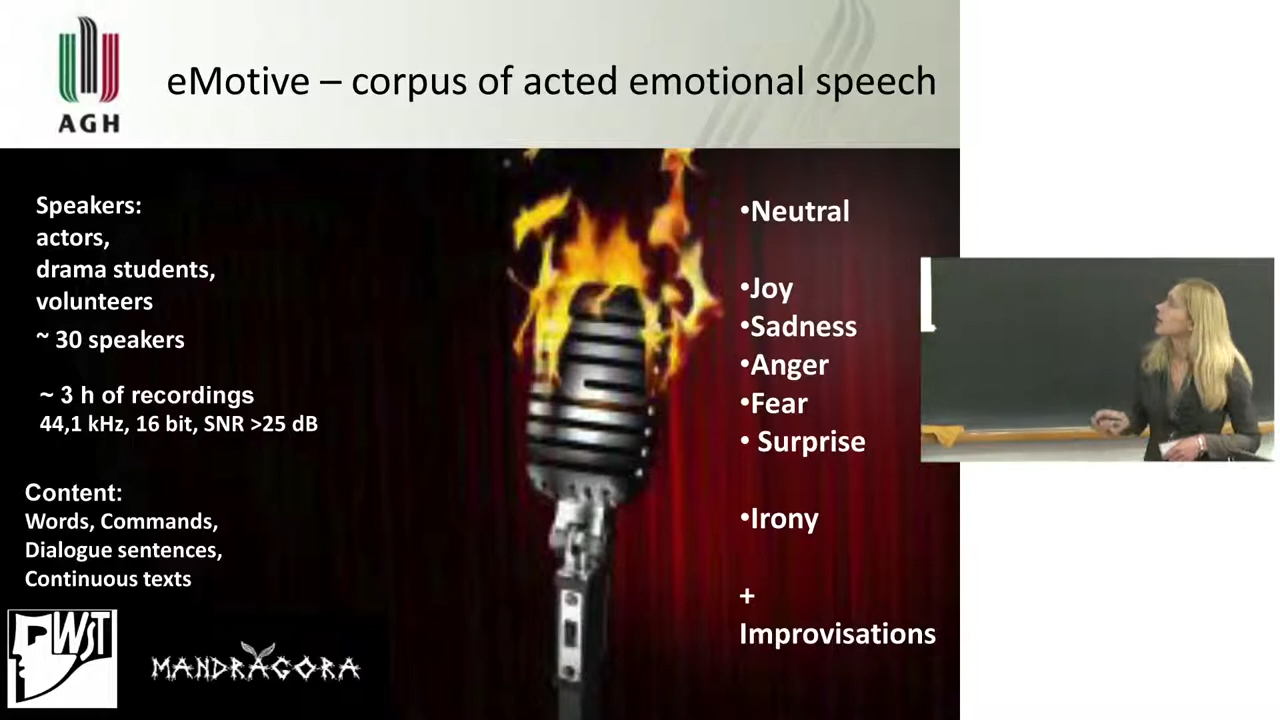 AGH
eMotive – corpus of acted emotional speech
Speakers:
actors,
drama students,
volunteers
~ 30 speakers
~ 3 h of recordings
44,1 kHz, 16 bit, SNR >25 dB
Content:
Words, Commands,
Dialogue sentences,
Continuous texts
PWST
MANDRAGORA
•Neutral
•Joy
•Sadness
•Anger
•Fear
• Surprise
•Irony
+
Improvisations